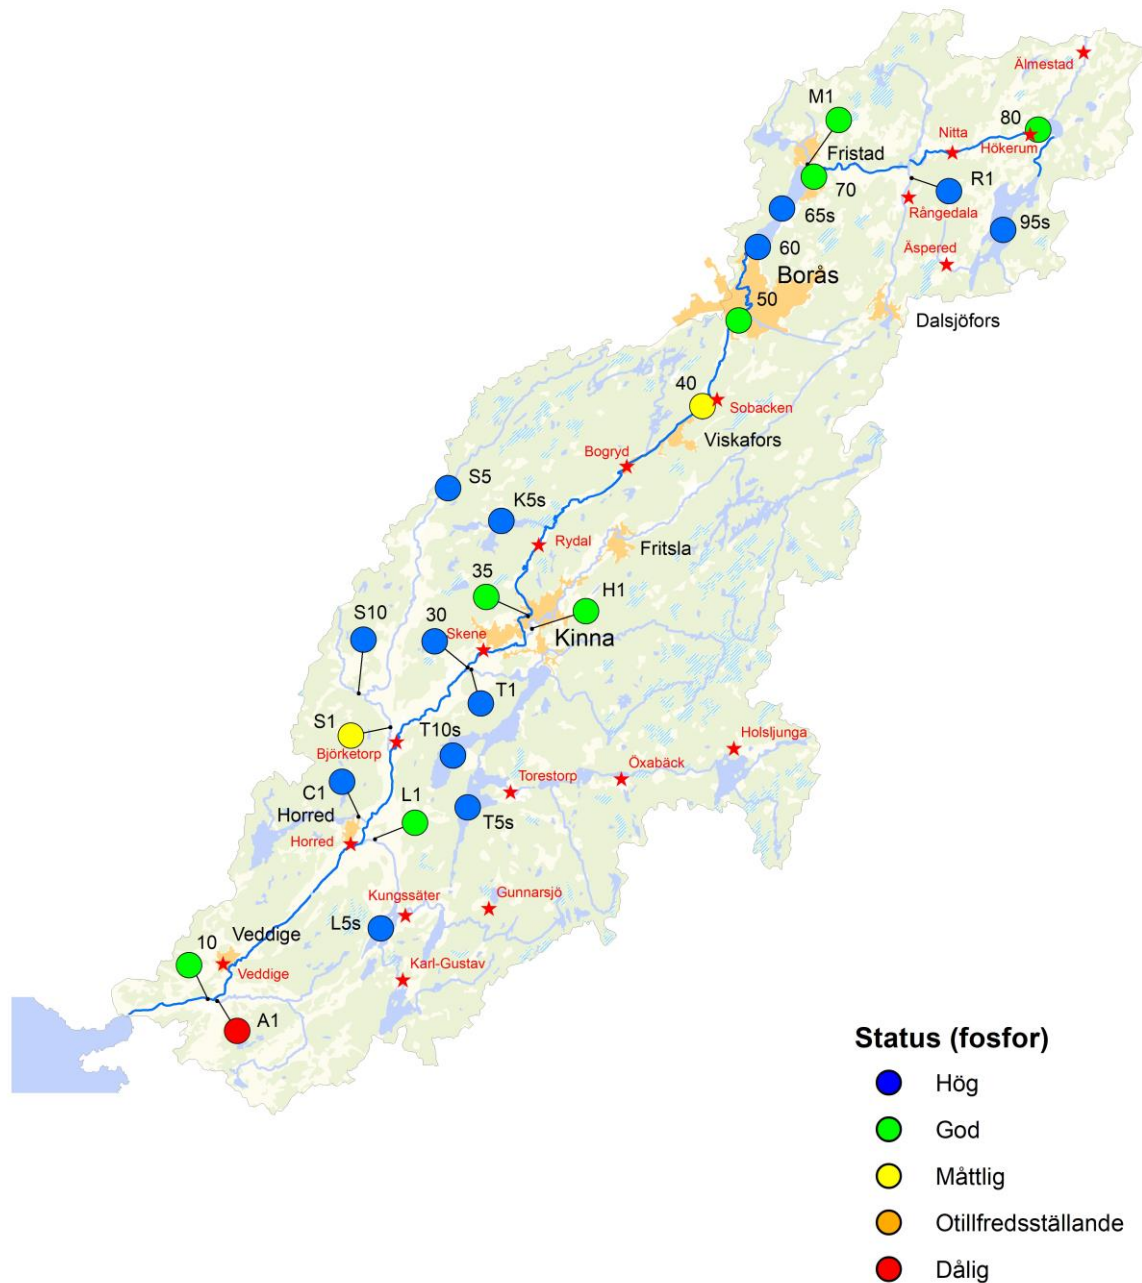 Älmestad
M1
80
Nitta
Fristad
Hökerum
70
R1
65s
Rångedala
95s
60
Äspered
Borås
50
Dalsjöfors
40
Sobacken
Viskafors
Bogryd
S5
K5s
Rydal
Fritsla
35
H1
S10
30
Skene
Kinna
T1
S1
T10s
Björketorp
Holsljunga
Öxabäck
Torestorp
C1
L1
T5s
Horred
Horred
Kungssäter
Gunnarsjö
L5s
Veddige
10
Karl-Gustav
Veddige
A1
Status (fosfor)
Hög
God
Måttlig
Otillfredsställande
Dålig